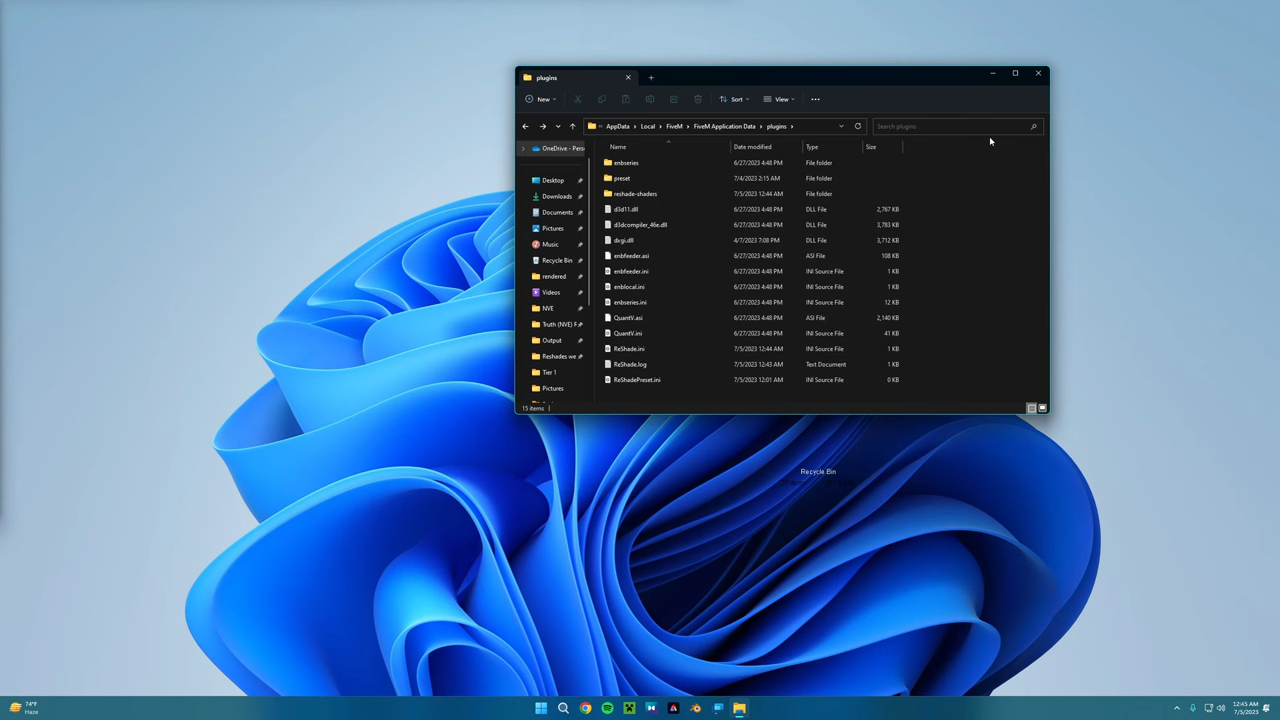 plugins
New
Sort
View
AppData > Local > FiveM > FiveM Application Data > plugins >
Search plugins
OneDrive - Pers
Desktop
Downloads
Documents
Pictures
Music
Recycle Bin
rendered
Videos
NVE
Truth (NVE) F
Output
Reshades we
Tier 1
Pictures
Name Date modified Type Size
enbseries 6/27/2023 4:48 PM File folder
preset 7/4/2023 2:15 AM File folder
reshade-shaders 7/5/2023 12:44 AM File folder
d3d11.dll 6/27/2023 4:48 PM DLL File 2,767 KB
d3dcompiler_46e.dll 6/27/2023 4:48 PM DLL File 3,783 KB
dxgi.dll 4/7/2023 7:08 PM DLL File 3,712 KB
enbfeeder.asi 6/27/2023 4:48 PM ASI File 108 KB
enbfeeder.ini 6/27/2023 4:48 PM INI Source File 1 KB
enblocal.ini 6/27/2023 4:48 PM INI Source File 1 KB
enbseries.ini 6/27/2023 4:48 PM INI Source File 12 KB
QuantV.asi 6/27/2023 4:48 PM ASI File 2,140 KB
QuantV.ini 6/27/2023 4:48 PM INI Source File 41 KB
ReShade.ini 7/5/2023 12:44 AM INI Source File 1 KB
ReShade.log 7/5/2023 12:43 AM Text Document 1 KB
ReShadePreset.ini 7/5/2023 12:01 AM INI Source File 0 KB
15 items
Recycle Bin
74°F
Haze
12:45 AM
7/5/2023